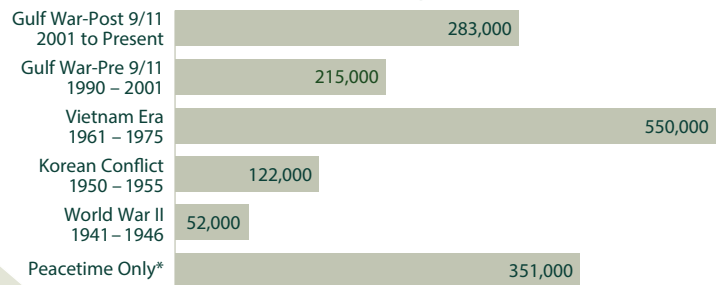 Gulf War-Post 9/11
2001 to Present
283,000
Gulf War-Pre 9/11
1990 – 2001
215,000
Vietnam Era
1961 – 1975
550,000
Korean Conflict
1950 – 1955
122,000
World War II
1941 – 1946
52,000
Peacetime Only*
351,000